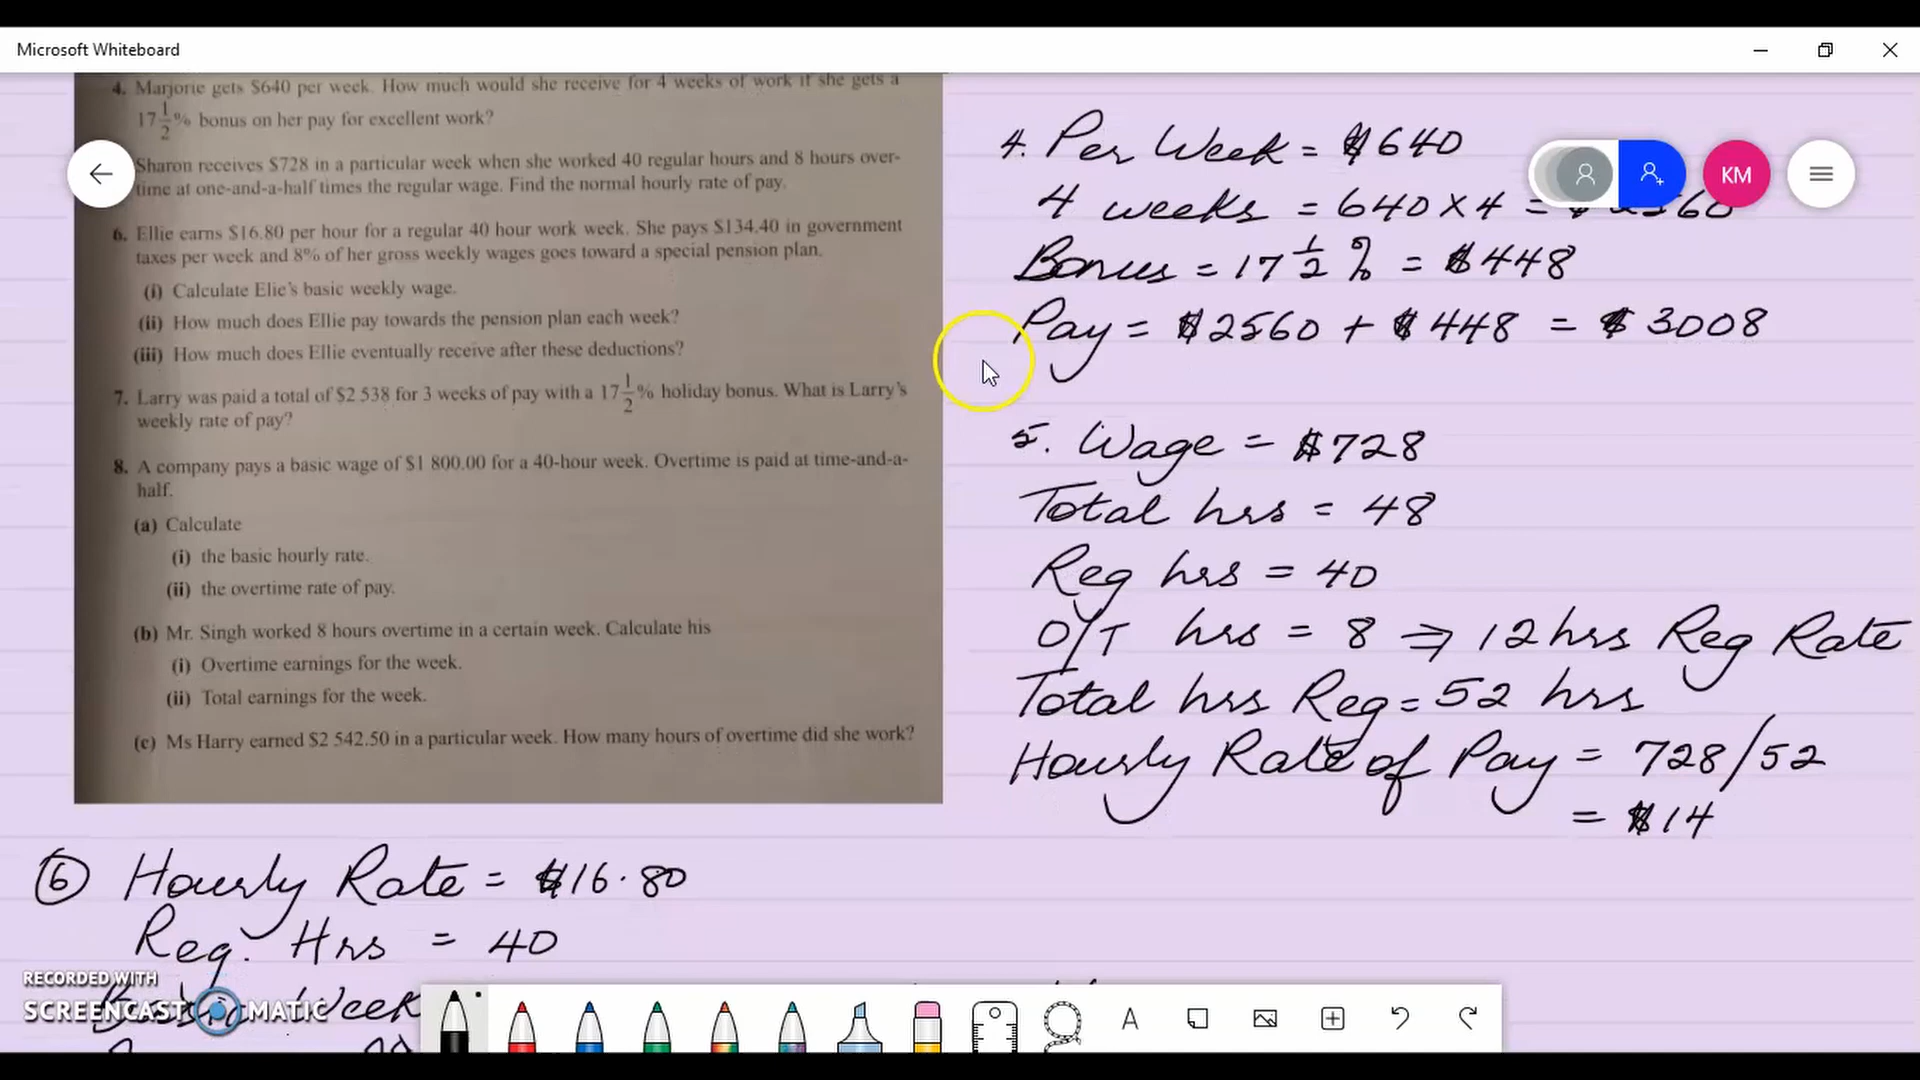 Microsoft Whiteboard
4. Marjorie gets $640 per week. How much would she receive for 4 weeks of work if she gets a
17 1/2 % bonus on her pay for excellent work?
Sharon receives $728 in a particular week when she worked 40 regular hours and 8 hours over-
time at one-and-a-half times the regular wage. Find the normal hourly rate of pay.
6. Ellie earns $16.80 per hour for a regular 40 hour work week. She pays $134.40 in government
taxes per week and 8% of her gross weekly wages goes toward a special pension plan.
(i) Calculate Elie's basic weekly wage.
(ii) How much does Ellie pay towards the pension plan each week?
(iii) How much does Ellie eventually receive after these deductions?
7. Larry was paid a total of $2 538 for 3 weeks of pay with a 17 1/2 % holiday bonus. What is Larry's
weekly rate of pay?
8. A company pays a basic wage of $1 800.00 for a 40-hour week. Overtime is paid at time-and-a-
half.
(a) Calculate
(i) the basic hourly rate.
(ii) the overtime rate of pay.
(b) Mr. Singh worked 8 hours overtime in a certain week. Calculate his
(i) Overtime earnings for the week.
(ii) Total earnings for the week.
(c) Ms Harry earned $2 542.50 in a particular week. How many hours of overtime did she work?
4. Per Week = $640
4 weeks = 640 x 4 = $2560
Bonus = 17 1/2 % = $448
Pay = $2560 + $448 = $3008
KM
5. Wage = $728
Total hrs = 48
Reg hrs = 40
O/T hrs = 8 ⇒ 12 hrs Reg Rate
Total hrs Reg = 52 hrs
Hourly Rate of Pay = 728/52
= $14
6 Hourly Rate = $16.80
Reg. Hrs = 40
Basic Week
RECORDED WITH
SCREENCAST MATIC